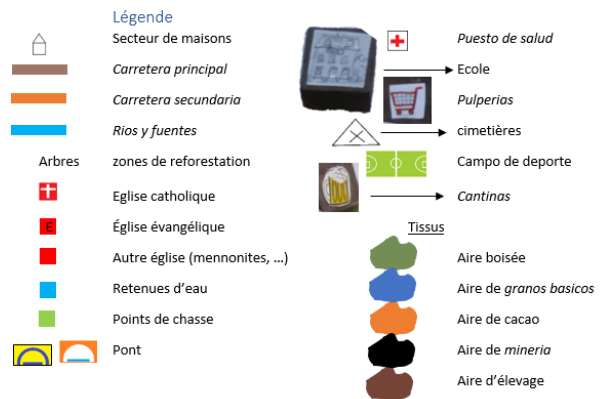 Légende
Secteur de maisons
Puesto de salud
Carretera principal
Ecole
Carretera secundaria
Pulperias
Rios y fuentes
cimetières
Arbres
zones de reforestation
Campo de deporte
Eglise catholique
Cantinas
E
Église évangélique
Tissus
Autre église (mennonites, …)
Aire boisée
Retenues d’eau
Aire de granos basicos
Points de chasse
Aire de cacao
Pont
Aire de mineria
Aire d’élevage